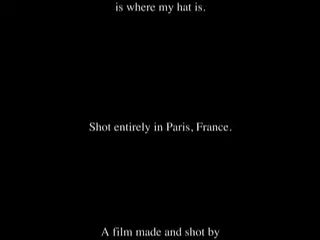 is where my hat is.
Shot entirely in Paris, France.
A film made and shot by